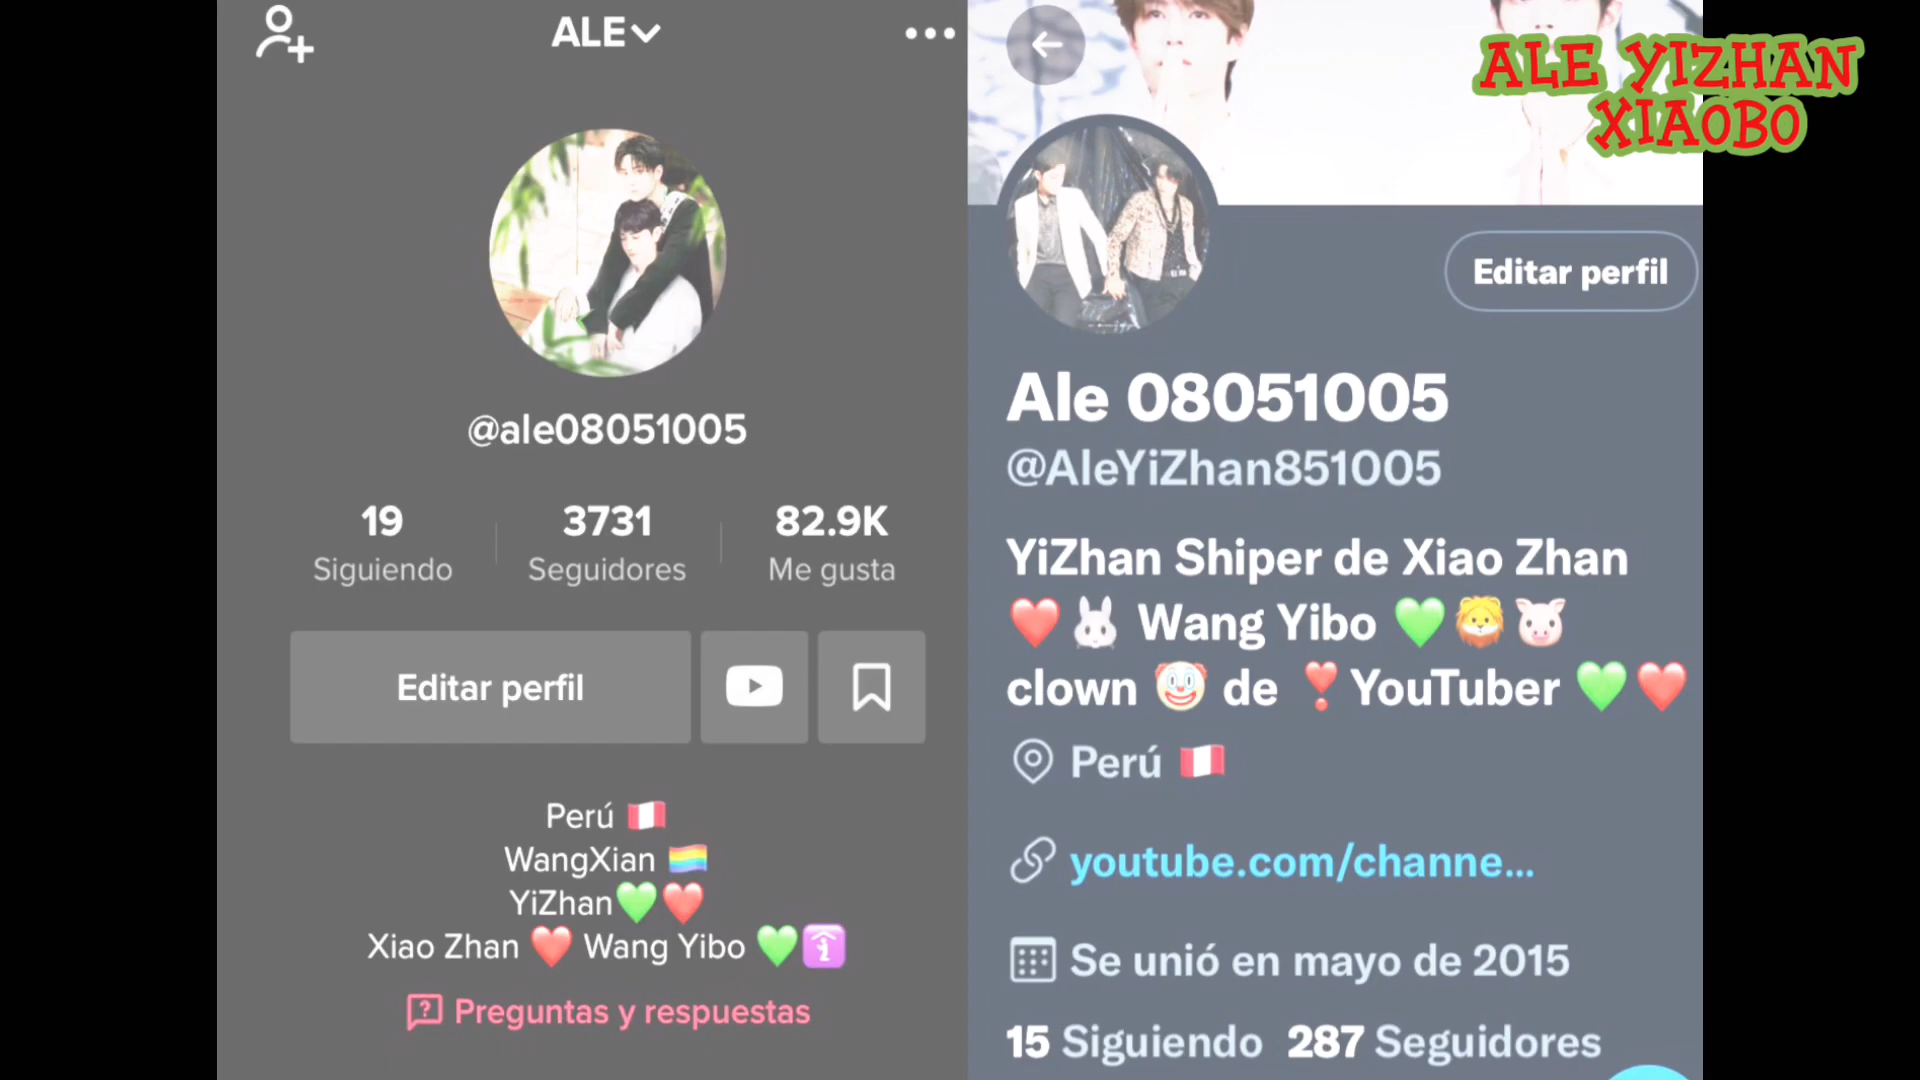 ALE
@ale08051005
19 3731 82.9K
Siguiendo Seguidores Me gusta
Editar perfil
Perú 🇵🇪
WangXian 🏳️‍🌈
YiZhan💚❤️
Xiao Zhan ❤️ Wang Yibo 💚🛐
Preguntas y respuestas
ALE YIZHAN
XIAOBO
Editar perfil
Ale 08051005
@AleYiZhan851005
YiZhan Shiper de Xiao Zhan
❤️🐰 Wang Yibo 💚🦁🐷
clown 🤡 de ❣️YouTuber 💚❤️
Perú 🇵🇪
youtube.com/channe...
Se unió en mayo de 2015
15 Siguiendo 287 Seguidores